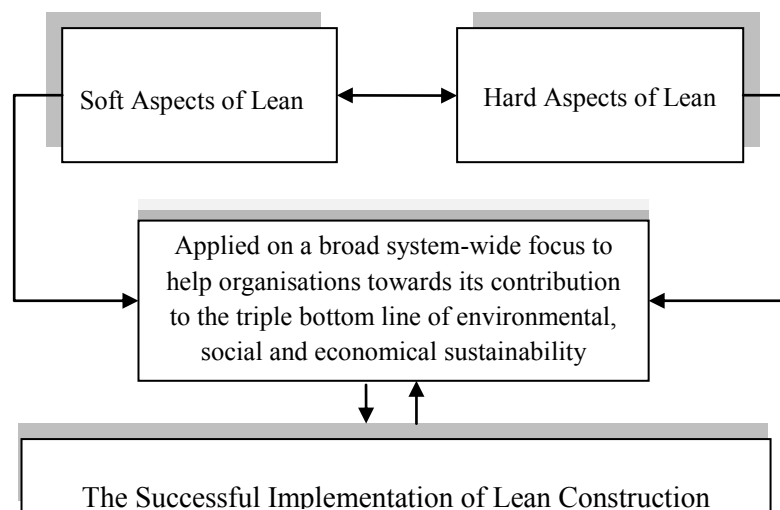 Soft Aspects of Lean
Hard Aspects of Lean
Applied on a broad system-wide focus to
help organisations towards its contribution
to the triple bottom line of environmental,
social and economical sustainability
The Successful Implementation of Lean Construction